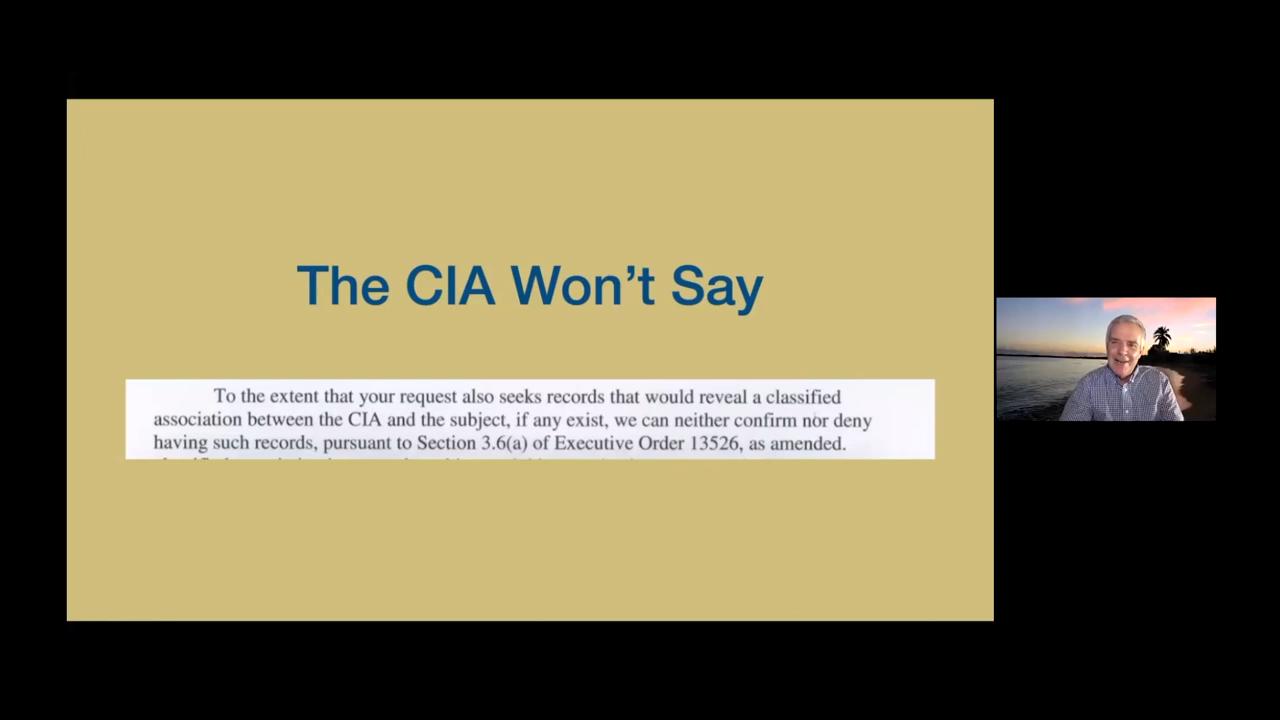 The CIA Won’t Say
To the extent that your request also seeks records that would reveal a classified
association between the CIA and the subject, if any exist, we can neither confirm nor deny
having such records, pursuant to Section 3.6(a) of Executive Order 13526, as amended.